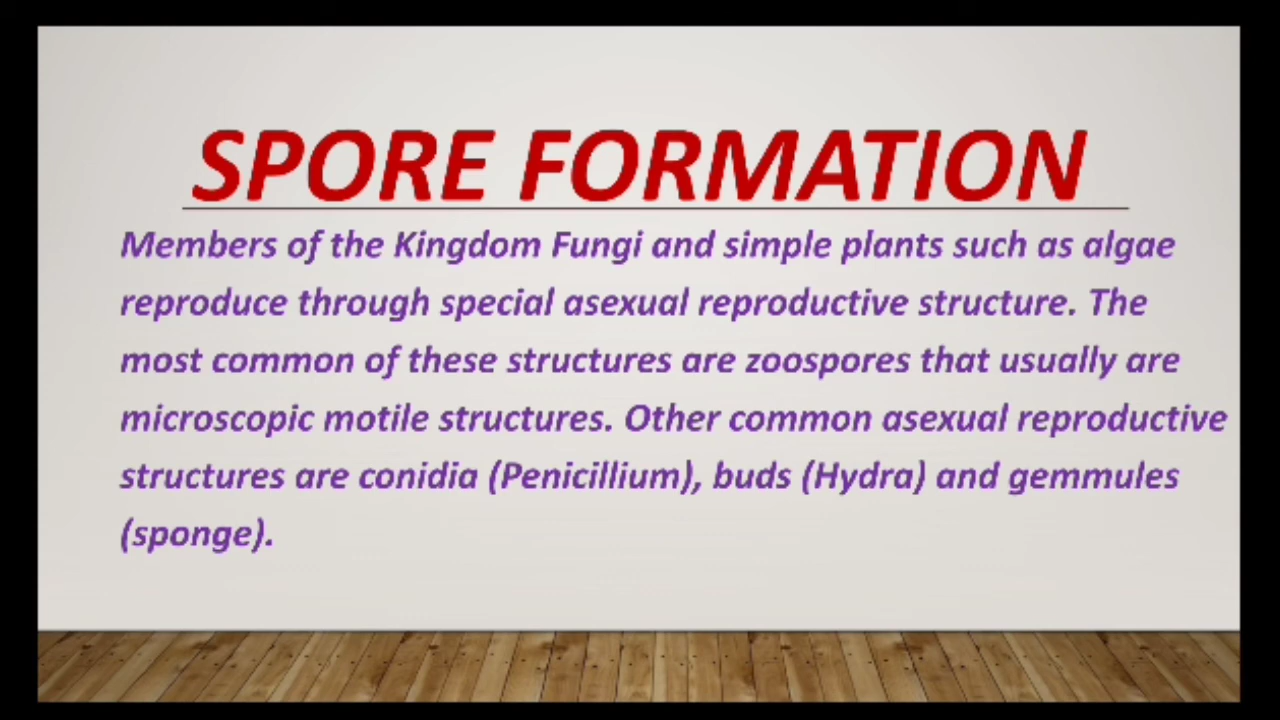 SPORE FORMATION
Members of the Kingdom Fungi and simple plants such as algae
reproduce through special asexual reproductive structure. The
most common of these structures are zoospores that usually are
microscopic motile structures. Other common asexual reproductive
structures are conidia (Penicillium), buds (Hydra) and gemmules
(sponge).